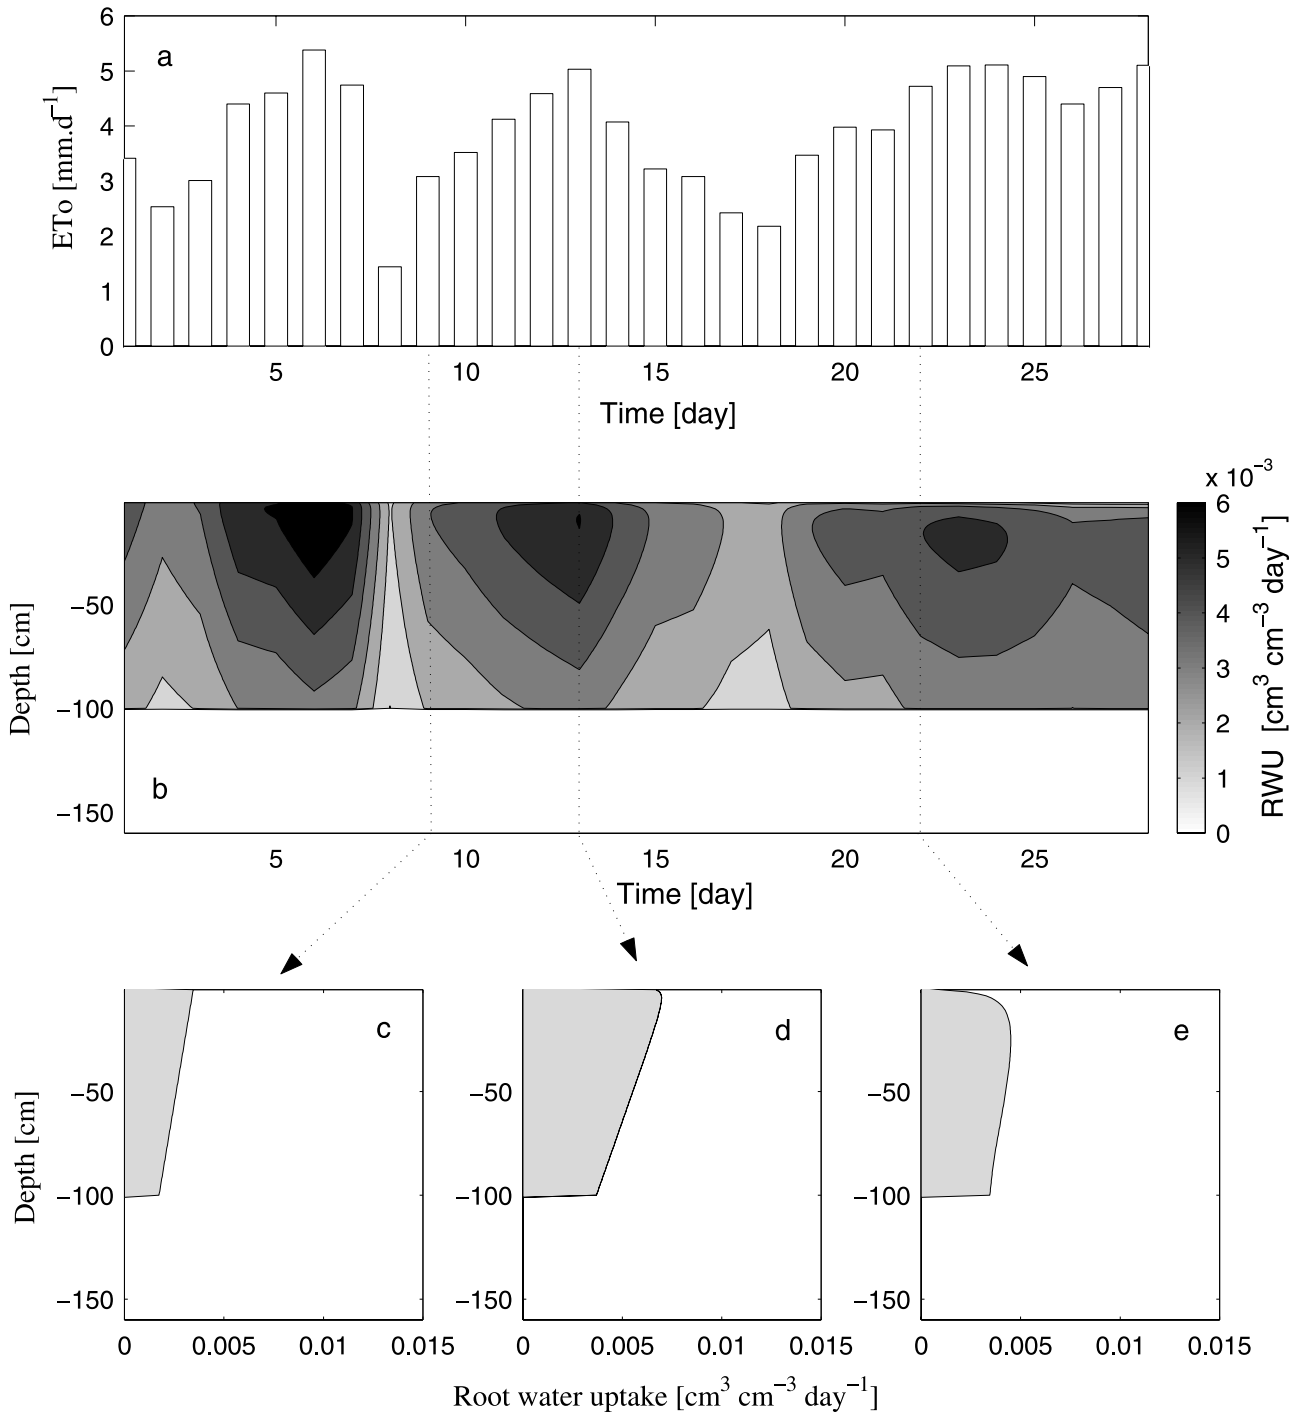 a
ETo [mm.d⁻¹]
6
5
4
3
2
1
0
5 10 15 20 25
Time [day]
x 10⁻³
b
Depth [cm]
−50
−100
−150
5 10 15 20 25
Time [day]
6
5
4
3
2
1
0
RWU [cm³ cm⁻³ day⁻¹]
c d e
Depth [cm]
−50 −50 −50
−100 −100 −100
−150 −150 −150
0 0.005 0.01 0.015 0 0.005 0.01 0.015 0 0.005 0.01 0.015
Root water uptake [cm³ cm⁻³ day⁻¹]